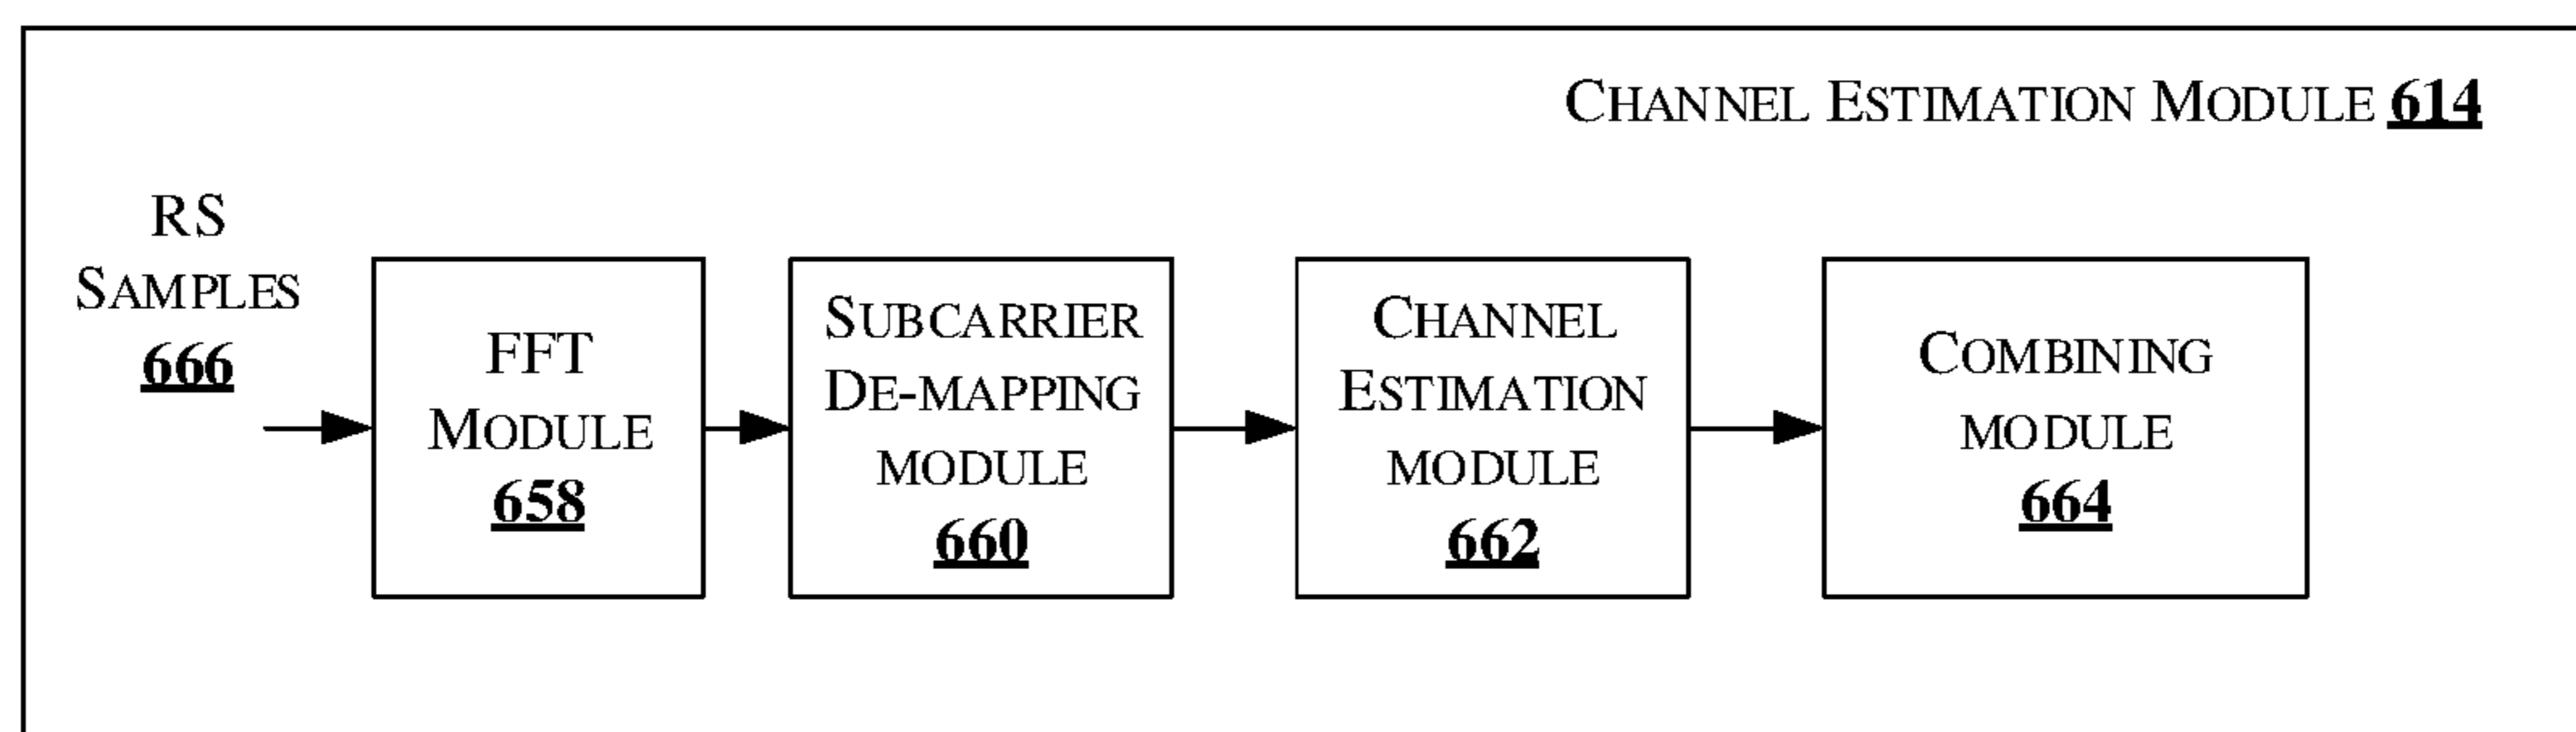 CHANNEL ESTIMATION MODULE 614
RS
SAMPLES
666
FFT
MODULE
658
SUBCARRIER
DE-MAPPING
MODULE
660
CHANNEL
ESTIMATION
MODULE
662
COMBINING
MODULE
664